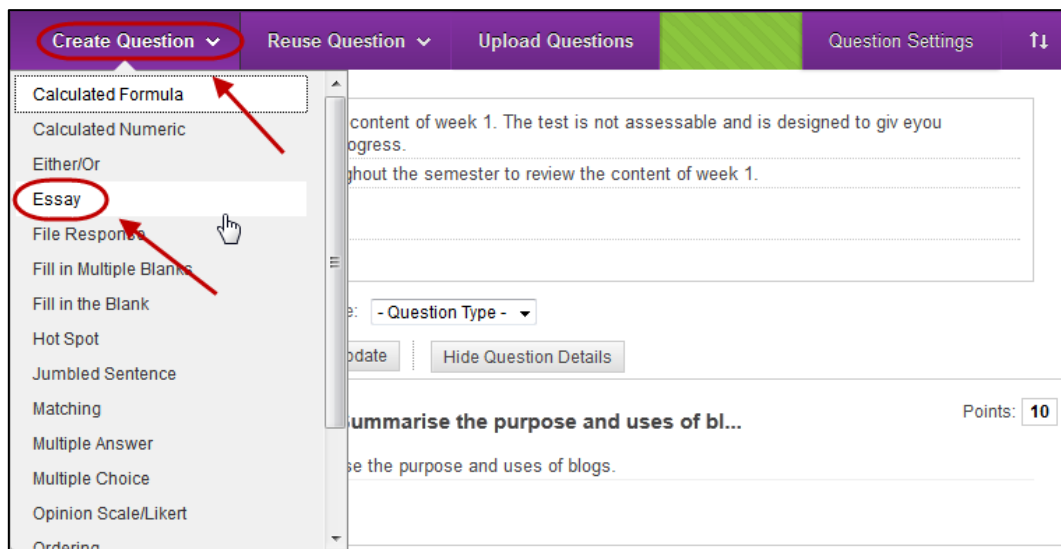 Create Question Reuse Question Upload Questions Question Settings
Calculated Formula
Calculated Numeric
Either/Or
Essay
File Response
Fill in Multiple Blanks
Fill in the Blank
Hot Spot
Jumbled Sentence
Matching
Multiple Answer
Multiple Choice
Opinion Scale/Likert
Ordering
content of week 1. The test is not assessable and is designed to giv eyou
ogress.
ghout the semester to review the content of week 1.
e: - Question Type -
pdate Hide Question Details
ummarise the purpose and uses of bl... Points: 10
se the purpose and uses of blogs.